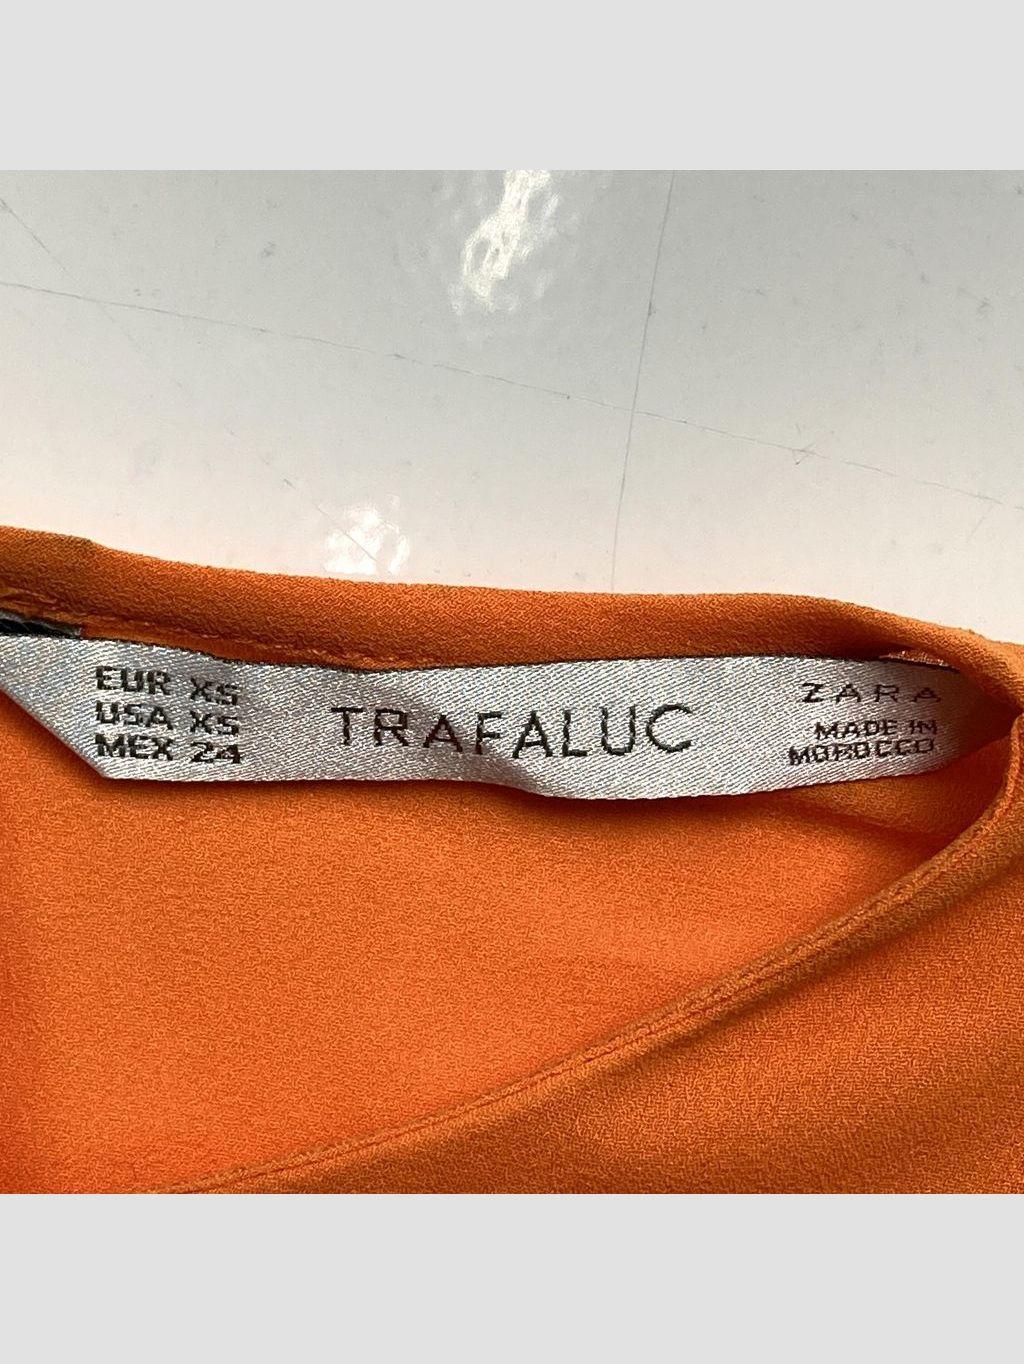 EUR XS
USA XS
MEX 24
TRAFALUC
ZARA
MADE IN
MOROCCO